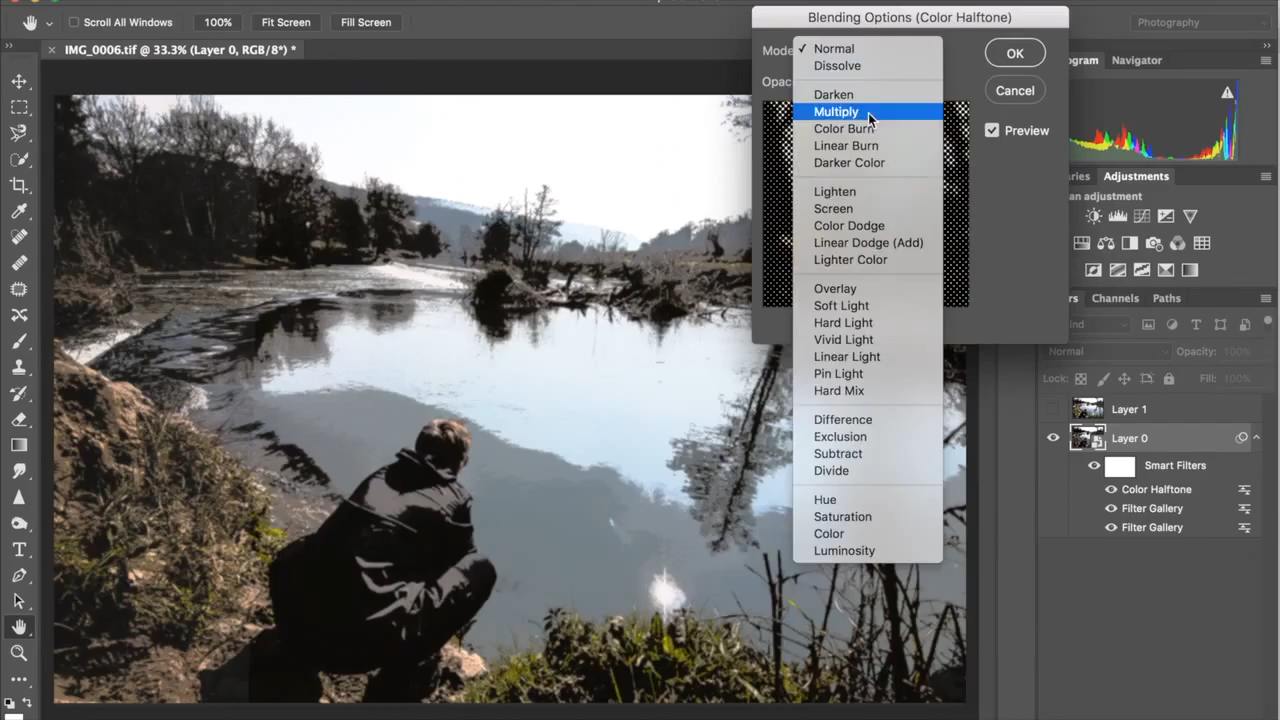 Scroll All Windows
100%
Fit Screen
Fill Screen
Photography
IMG_0006.tif @ 33.3% (Layer 0, RGB/8*) *
Blending Options (Color Halftone)
Mode
Normal
Dissolve
Darken
Multiply
Color Burn
Linear Burn
Darker Color
Lighten
Screen
Color Dodge
Linear Dodge (Add)
Lighter Color
Overlay
Soft Light
Hard Light
Vivid Light
Linear Light
Pin Light
Hard Mix
Difference
Exclusion
Subtract
Divide
Hue
Saturation
Color
Luminosity
Opac
OK
Cancel
Preview
gram
Navigator
aries
Adjustments
an adjustment
rs
Channels
Paths
ind
Normal
Opacity: 100%
Lock:
Fill: 100%
Layer 1
Layer 0
Smart Filters
Color Halftone
Filter Gallery
Filter Gallery